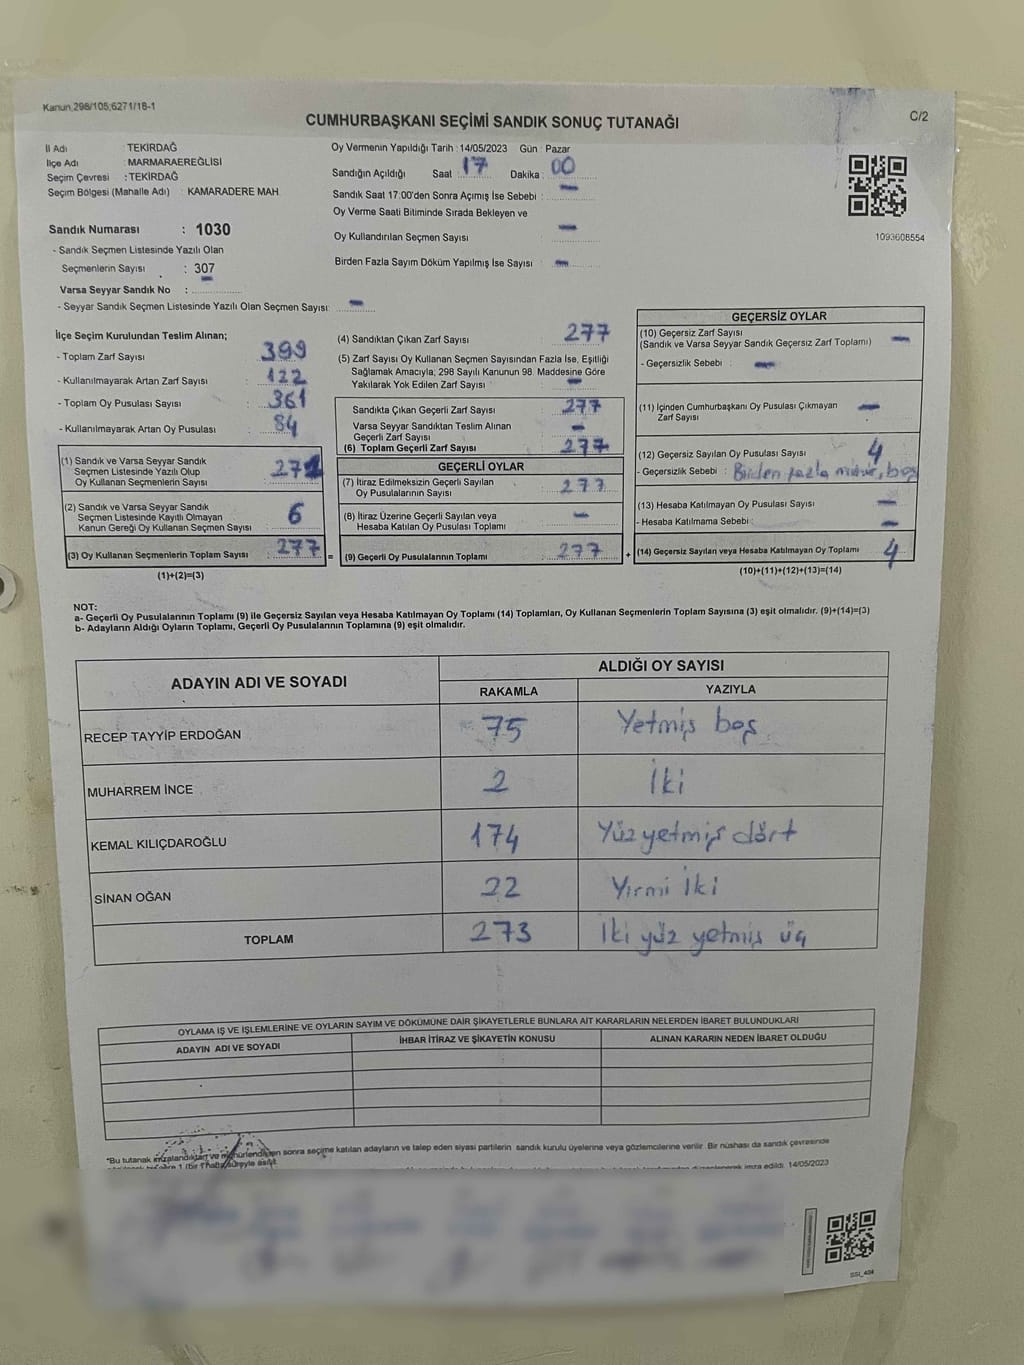 Kanun 298/105;6271/18-1
C/2
CUMHURBAŞKANI SEÇİMİ SANDIK SONUÇ TUTANAĞI
İl Adı : TEKİRDAĞ
İlçe Adı : MARMARAEREĞLİSİ
Seçim Çevresi : TEKİRDAĞ
Seçim Bölgesi (Mahalle Adı) : KAMARADERE MAH.
Sandık Numarası : 1030
- Sandık Seçmen Listesinde Yazılı Olan
Seçmenlerin Sayısı : 307
Varsa Seyyar Sandık No :
- Seyyar Sandık Seçmen Listesinde Yazılı Olan Seçmen Sayısı: -
Oy Vermenin Yapıldığı Tarih : 14/05/2023 Gün : Pazar
Sandığın Açıldığı Saat : 17 Dakika : 00
Sandık Saat 17:00'den Sonra Açımış İse Sebebi : -
Oy Verme Saati Bitiminde Sırada Bekleyen ve
Oy Kullandırılan Seçmen Sayısı : -
Birden Fazla Sayım Döküm Yapılmış İse Sayısı : -
1093608554
İlçe Seçim Kurulundan Teslim Alınan;
- Toplam Zarf Sayısı : 399
- Kullanılmayarak Artan Zarf Sayısı : 122
- Toplam Oy Pusulası Sayısı : 361
- Kullanılmayarak Artan Oy Pusulası : 84
(1) Sandık ve Varsa Seyyar Sandık
Seçmen Listesinde Yazılı Olup
Oy Kullanan Seçmenlerin Sayısı : 271
(2) Sandık ve Varsa Seyyar Sandık
Seçmen Listesinde Kayıtlı Olmayan
Kanun Gereği Oy Kullanan Seçmen Sayısı : 6
(3) Oy Kullanan Seçmenlerin Toplam Sayısı : 277
(1)+(2)=(3)
(4) Sandıktan Çıkan Zarf Sayısı : 277
(5) Zarf Sayısı Oy Kullanan Seçmen Sayısından Fazla İse, Eşitliği
Sağlamak Amacıyla; 298 Sayılı Kanunun 98. Maddesine Göre
Yakılarak Yok Edilen Zarf Sayısı : -
Sandıkta Çıkan Geçerli Zarf Sayısı : 277
Varsa Seyyar Sandıktan Teslim Alınan
Geçerli Zarf Sayısı : -
(6) Toplam Geçerli Zarf Sayısı : 277
GEÇERLİ OYLAR
(7) İtiraz Edilmeksizin Geçerli Sayılan
Oy Pusulalarının Sayısı : 277
(8) İtiraz Üzerine Geçerli Sayılan veya
Hesaba Katılan Oy Pusulası Toplamı : -
= (9) Geçerli Oy Pusulalarının Toplamı : 277 +
GEÇERSİZ OYLAR
(10) Geçersiz Zarf Sayısı
(Sandık ve Varsa Seyyar Sandık Geçersiz Zarf Toplamı) -
- Geçersizlik Sebebi : -
(11) İçinden Cumhurbaşkanı Oy Pusulası Çıkmayan
Zarf Sayısı -
(12) Geçersiz Sayılan Oy Pusulası Sayısı 4
- Geçersizlik Sebebi : Birden fazla mühür, boş
(13) Hesaba Katılmayan Oy Pusulası Sayısı -
- Hesaba Katılmama Sebebi : -
(14) Geçersiz Sayılan veya Hesaba Katılmayan Oy Toplamı 4
(10)+(11)+(12)+(13)=(14)
NOT:
a- Geçerli Oy Pusulalarının Toplamı (9) ile Geçersiz Sayılan veya Hesaba Katılmayan Oy Toplamı (14) Toplamları, Oy Kullanan Seçmenlerin Toplam Sayısına (3) eşit olmalıdır. (9)+(14)=(3)
b- Adayların Aldığı Oyların Toplamı, Geçerli Oy Pusulalarının Toplamına (9) eşit olmalıdır.
ADAYIN ADI VE SOYADI
ALDIĞI OY SAYISI
RAKAMLA YAZIYLA
RECEP TAYYİP ERDOĞAN 75 Yetmiş beş
MUHARREM İNCE 2 İki
KEMAL KILIÇDAROĞLU 174 Yüz yetmiş dört
SİNAN OĞAN 22 Yirmi İki
TOPLAM 273 İki yüz yetmiş üç
OYLAMA İŞ VE İŞLEMLERİNE VE OYLARIN SAYIM VE DÖKÜMÜNE DAİR ŞİKAYETLERLE BUNLARA AİT KARARLARIN NELERDEN İBARET BULUNDUKLARI
ADAYIN ADI VE SOYADI İHBAR İTİRAZ VE ŞİKAYETİN KONUSU ALINAN KARARIN NEDEN İBARET OLDUĞU
*Bu tutanak imzalandıktan ve mühürlendikten sonra seçime katılan adayların ve talep eden siyasi partilerin sandık kurulu üyelerine veya gözlemcilerine verilir. Bir nüshası da sandık çevresinde
1 (bir) hafta süreyle asılır. imza edildi. 14/05/2023